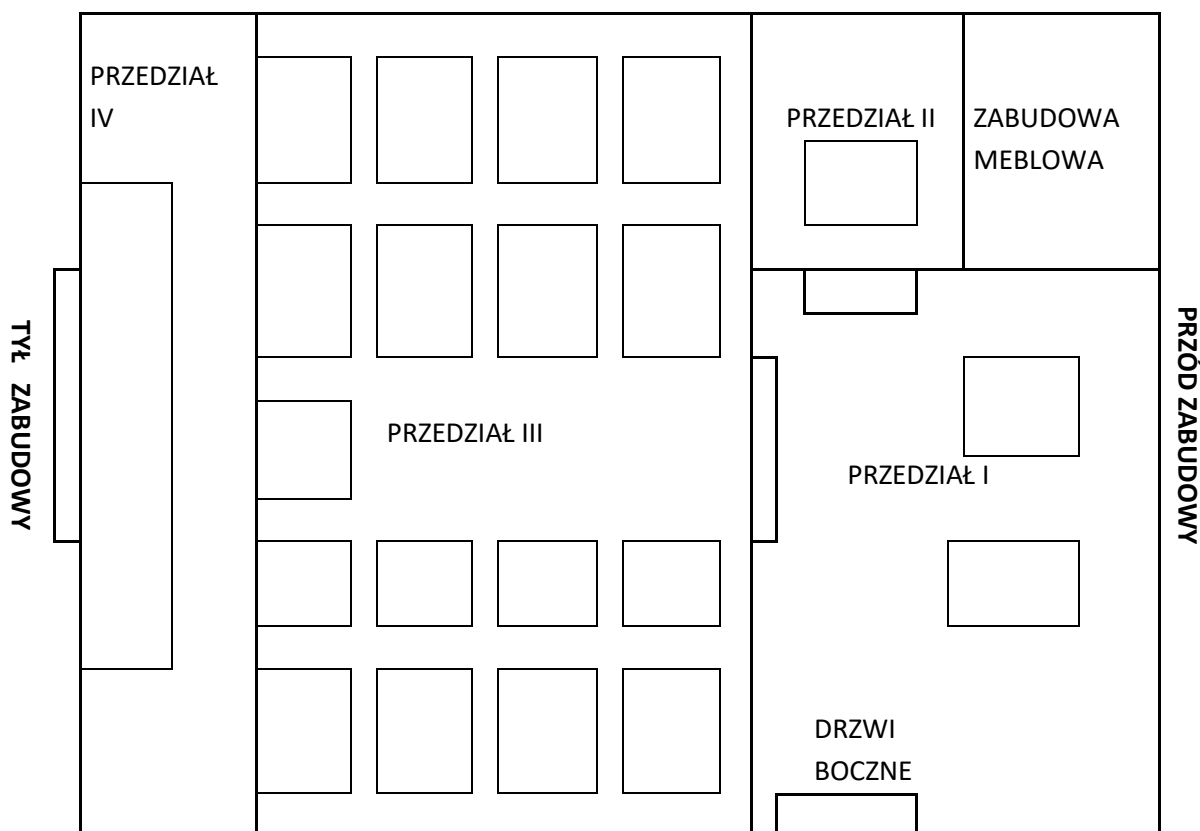 PRZEDZIAŁ
IV
PRZEDZIAŁ II
ZABUDOWA
MEBLOWA
TYŁ ZABUDOWY
PRZÓD ZABUDOWY
PRZEDZIAŁ III
PRZEDZIAŁ I
DRZWI
BOCZNE